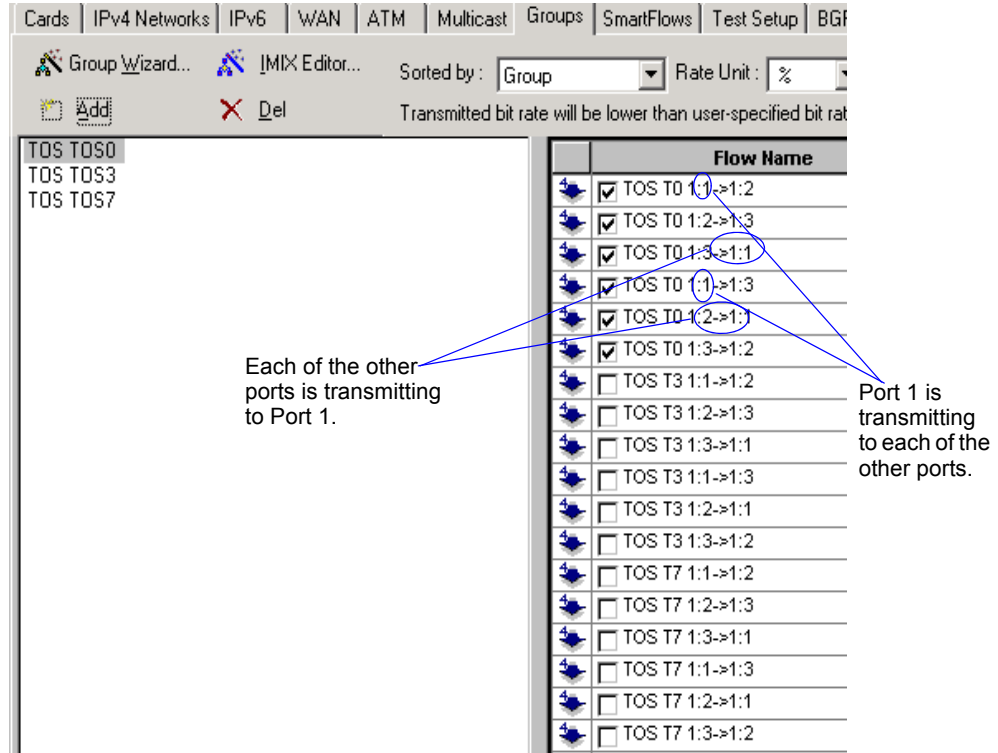 Cards IPv4 Networks IPv6 WAN ATM Multicast Groups SmartFlows Test Setup
Group Wizard... IMIX Editor... Sorted by : Group Rate Unit : %
Add Del Transmitted bit rate will be lower than user-specified bit
TOS TOS0
TOS TOS3
TOS TOS7
Flow Name
TOS T0 1:1->1:2
TOS T0 1:2->1:3
TOS T0 1:3->1:1
TOS T0 1:1->1:3
TOS T0 1:2->1:1
TOS T0 1:3->1:2
TOS T3 1:1->1:2
TOS T3 1:2->1:3
TOS T3 1:3->1:1
TOS T3 1:1->1:3
TOS T3 1:2->1:1
TOS T3 1:3->1:2
TOS T7 1:1->1:2
TOS T7 1:2->1:3
TOS T7 1:3->1:1
TOS T7 1:1->1:3
TOS T7 1:2->1:1
TOS T7 1:3->1:2
Each of the other
ports is transmitting
to Port 1.
Port 1 is
transmitting
to each of the
other ports.